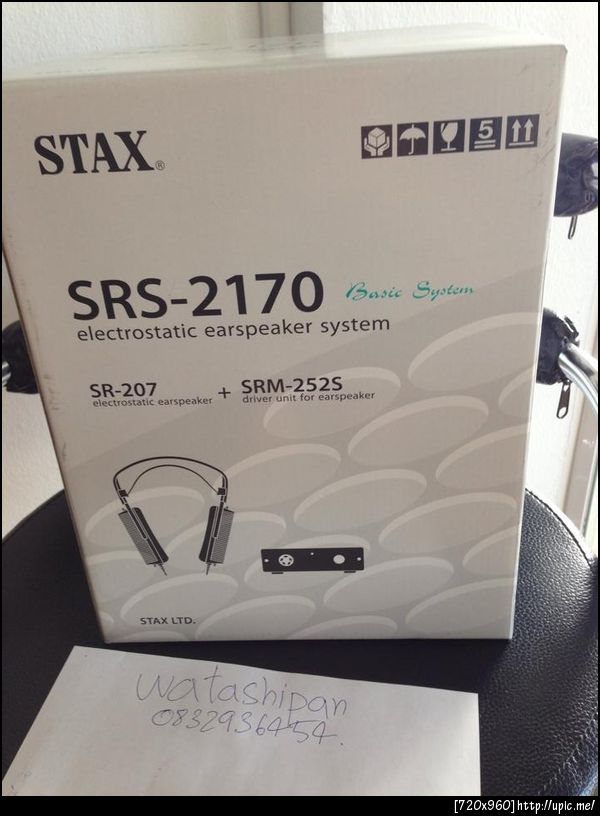 STAX®
5
SRS-2170 Basic System
electrostatic earspeaker system
SR-207 + SRM-252S
electrostatic earspeaker driver unit for earspeaker
STAX LTD.
watashipan
0832936454.
[720x960]http://upic.me/